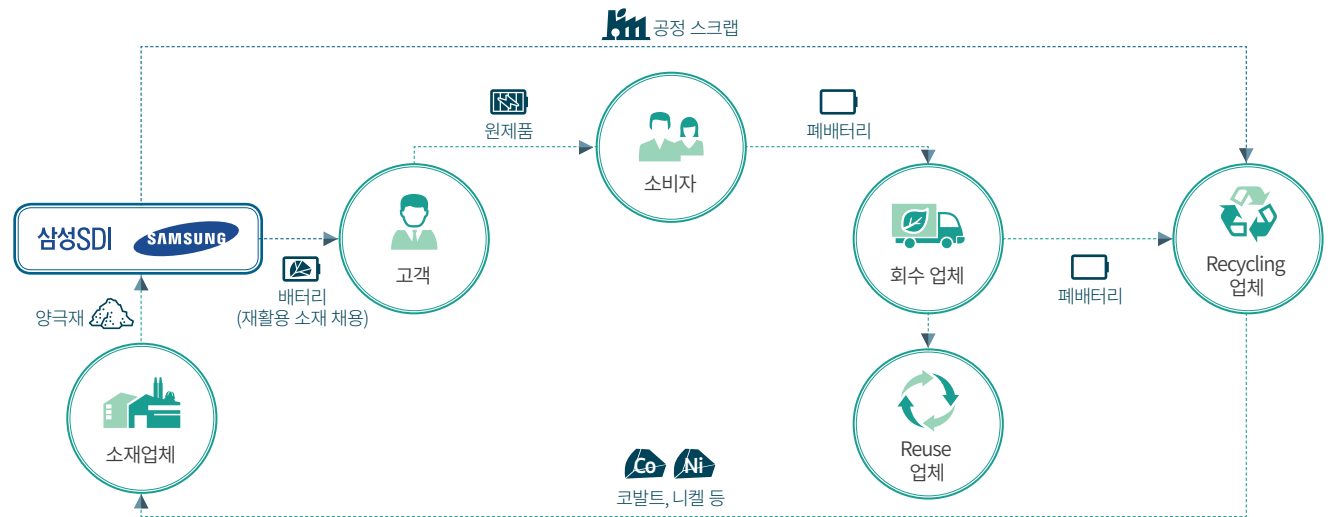 공정 스크랩
원제품
소비자
폐배터리
삼성SDI
SAMSUNG
고객
배터리
(재활용 소재 채용)
회수 업체
폐배터리
Recycling
업체
양극재
소재업체
Reuse
업체
Co
Ni
코발트, 니켈 등